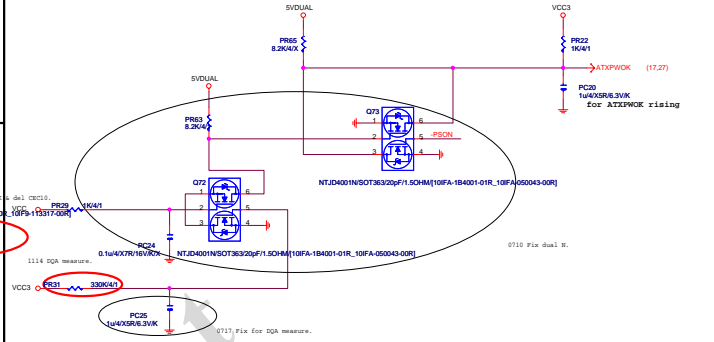 5VDUAL
VCC3
PR65
8.2K/4/X
PR22
1K/4/1
ATXPWOK (17,27)
5VDUAL
PC20
1u/4/X5R/6.3V/K
for ATXPWOK rising
PR63
8.2K/4/
Q73
1
6
2
5
-PSON
3
4
NTJD4001N/SOT363/20pF/1.5OHM/[10IFA-1B4001-01R_10IFA-050043-00R]
Q72
1
6
2
5
3
4
& del CEC10.
PR29
1K/4/1
0R_10IF9-113317-00R]
VCC
PC24
0.1u/4/X7R/16V/K/X
NTJD4001N/SOT363/20pF/1.5OHM/[10IFA-1B4001-01R_10IFA-050043-00R]
0710 Fix dual N.
1114 DQA measure.
VCC3
PR31
330K/4/1
PC25
1u/4/X5R/6.3V/K
0717 Fix for DQA measure.